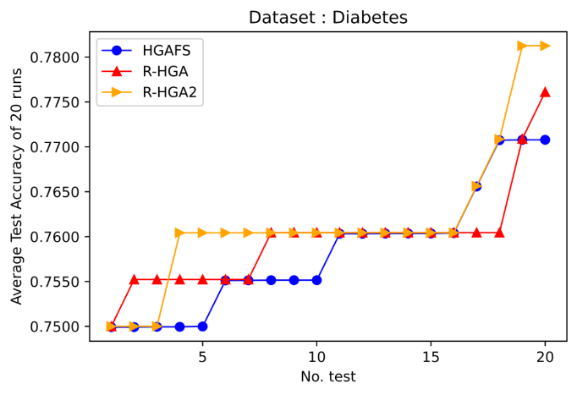 Dataset : Diabetes
HGAFS
R-HGA
R-HGA2
Average Test Accuracy of 20 runs
0.7800
0.7750
0.7700
0.7650
0.7600
0.7550
0.7500
5 10 15 20
No. test